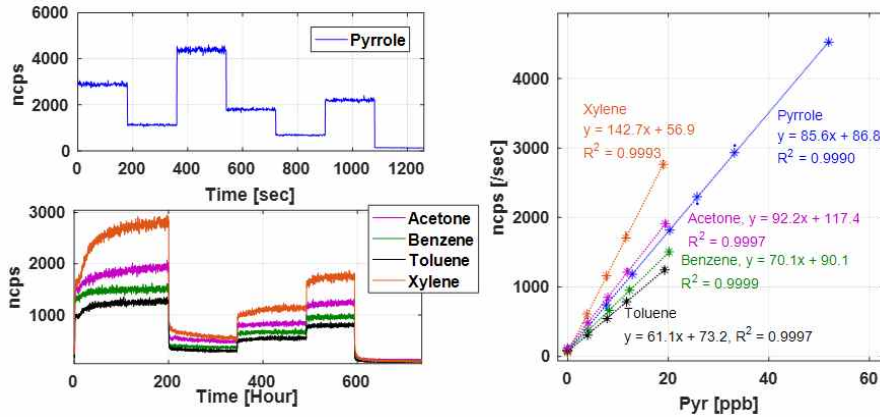 6000
4000
2000
0
ncps
Pyrrole
0 200 400 600 800 1000 1200
Time [sec]
3000
2000
1000
ncps
Acetone
Benzene
Toluene
Xylene
0 200 400 600
Time [Hour]
5000
4000
3000
2000
1000
0
ncps [/sec]
Xylene
y = 142.7x + 56.9
R² = 0.9993
Pyrrole
y = 85.6x + 86.8
R² = 0.9990
Acetone, y = 92.2x + 117.4
R² = 0.9997
Benzene, y = 70.1x + 90.1
R² = 0.9999
Toluene
y = 61.1x + 73.2, R² = 0.9997
0 20 40 60
Pyr [ppb]